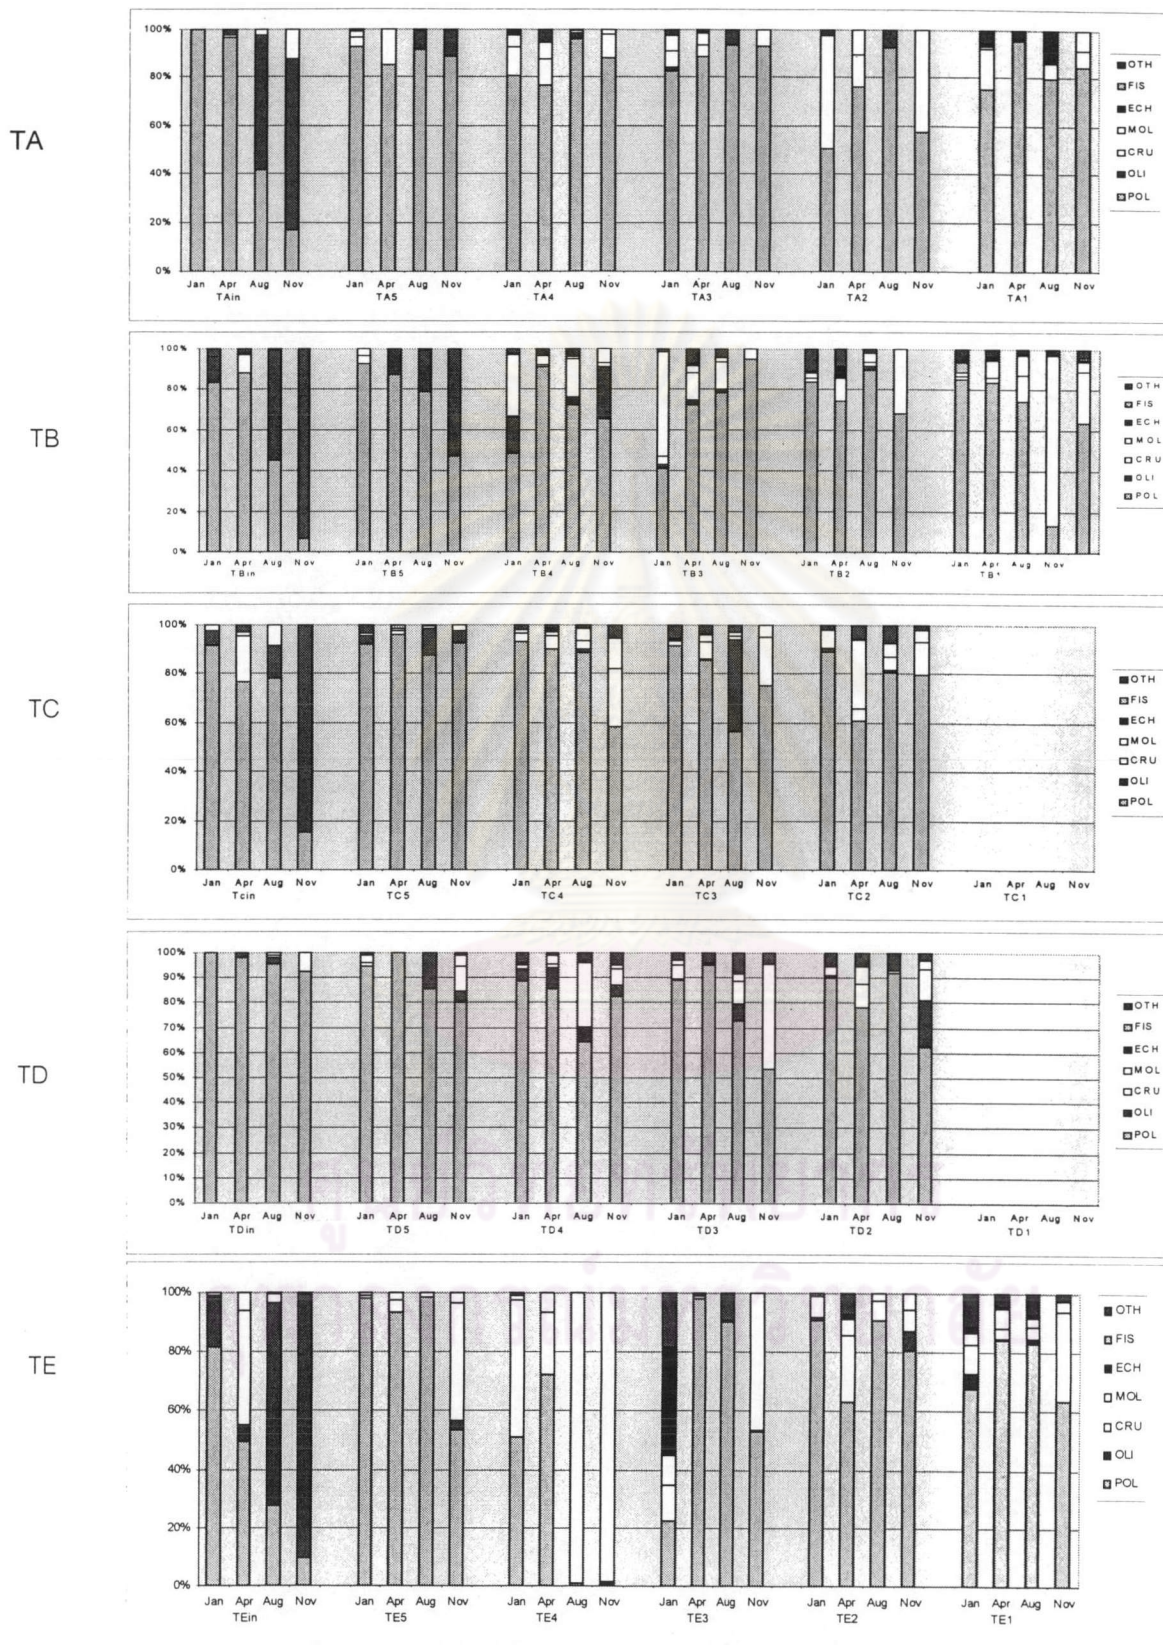 TA
100%
80%
60%
40%
20%
0%
Jan Apr Aug Nov Jan Apr Aug Nov Jan Apr Aug Nov Jan Apr Aug Nov Jan Apr Aug Nov Jan Apr Aug Nov
TAin TA5 TA4 TA3 TA2 TA1
OTH
FIS
ECH
MOL
CRU
OLI
POL
TB
100%
80%
60%
40%
20%
0%
Jan Apr Aug Nov Jan Apr Aug Nov Jan Apr Aug Nov Jan Apr Aug Nov Jan Apr Aug Nov Jan Apr Aug Nov
TBin TB5 TB4 TB3 TB2 TB1
OTH
FIS
ECH
MOL
CRU
OLI
POL
TC
100%
80%
60%
40%
20%
0%
Jan Apr Aug Nov Jan Apr Aug Nov Jan Apr Aug Nov Jan Apr Aug Nov Jan Apr Aug Nov Jan Apr Aug Nov
Tcin TC5 TC4 TC3 TC2 TC1
OTH
FIS
ECH
MOL
CRU
OLI
POL
TD
100%
90%
80%
70%
60%
50%
40%
30%
20%
10%
0%
Jan Apr Aug Nov Jan Apr Aug Nov Jan Apr Aug Nov Jan Apr Aug Nov Jan Apr Aug Nov Jan Apr Aug Nov
TDin TD5 TD4 TD3 TD2 TD1
OTH
FIS
ECH
MOL
CRU
OLI
POL
TE
100%
80%
60%
40%
20%
0%
Jan Apr Aug Nov Jan Apr Aug Nov Jan Apr Aug Nov Jan Apr Aug Nov Jan Apr Aug Nov Jan Apr Aug Nov
TEin TE5 TE4 TE3 TE2 TE1
OTH
FIS
ECH
MOL
CRU
OLI
POL